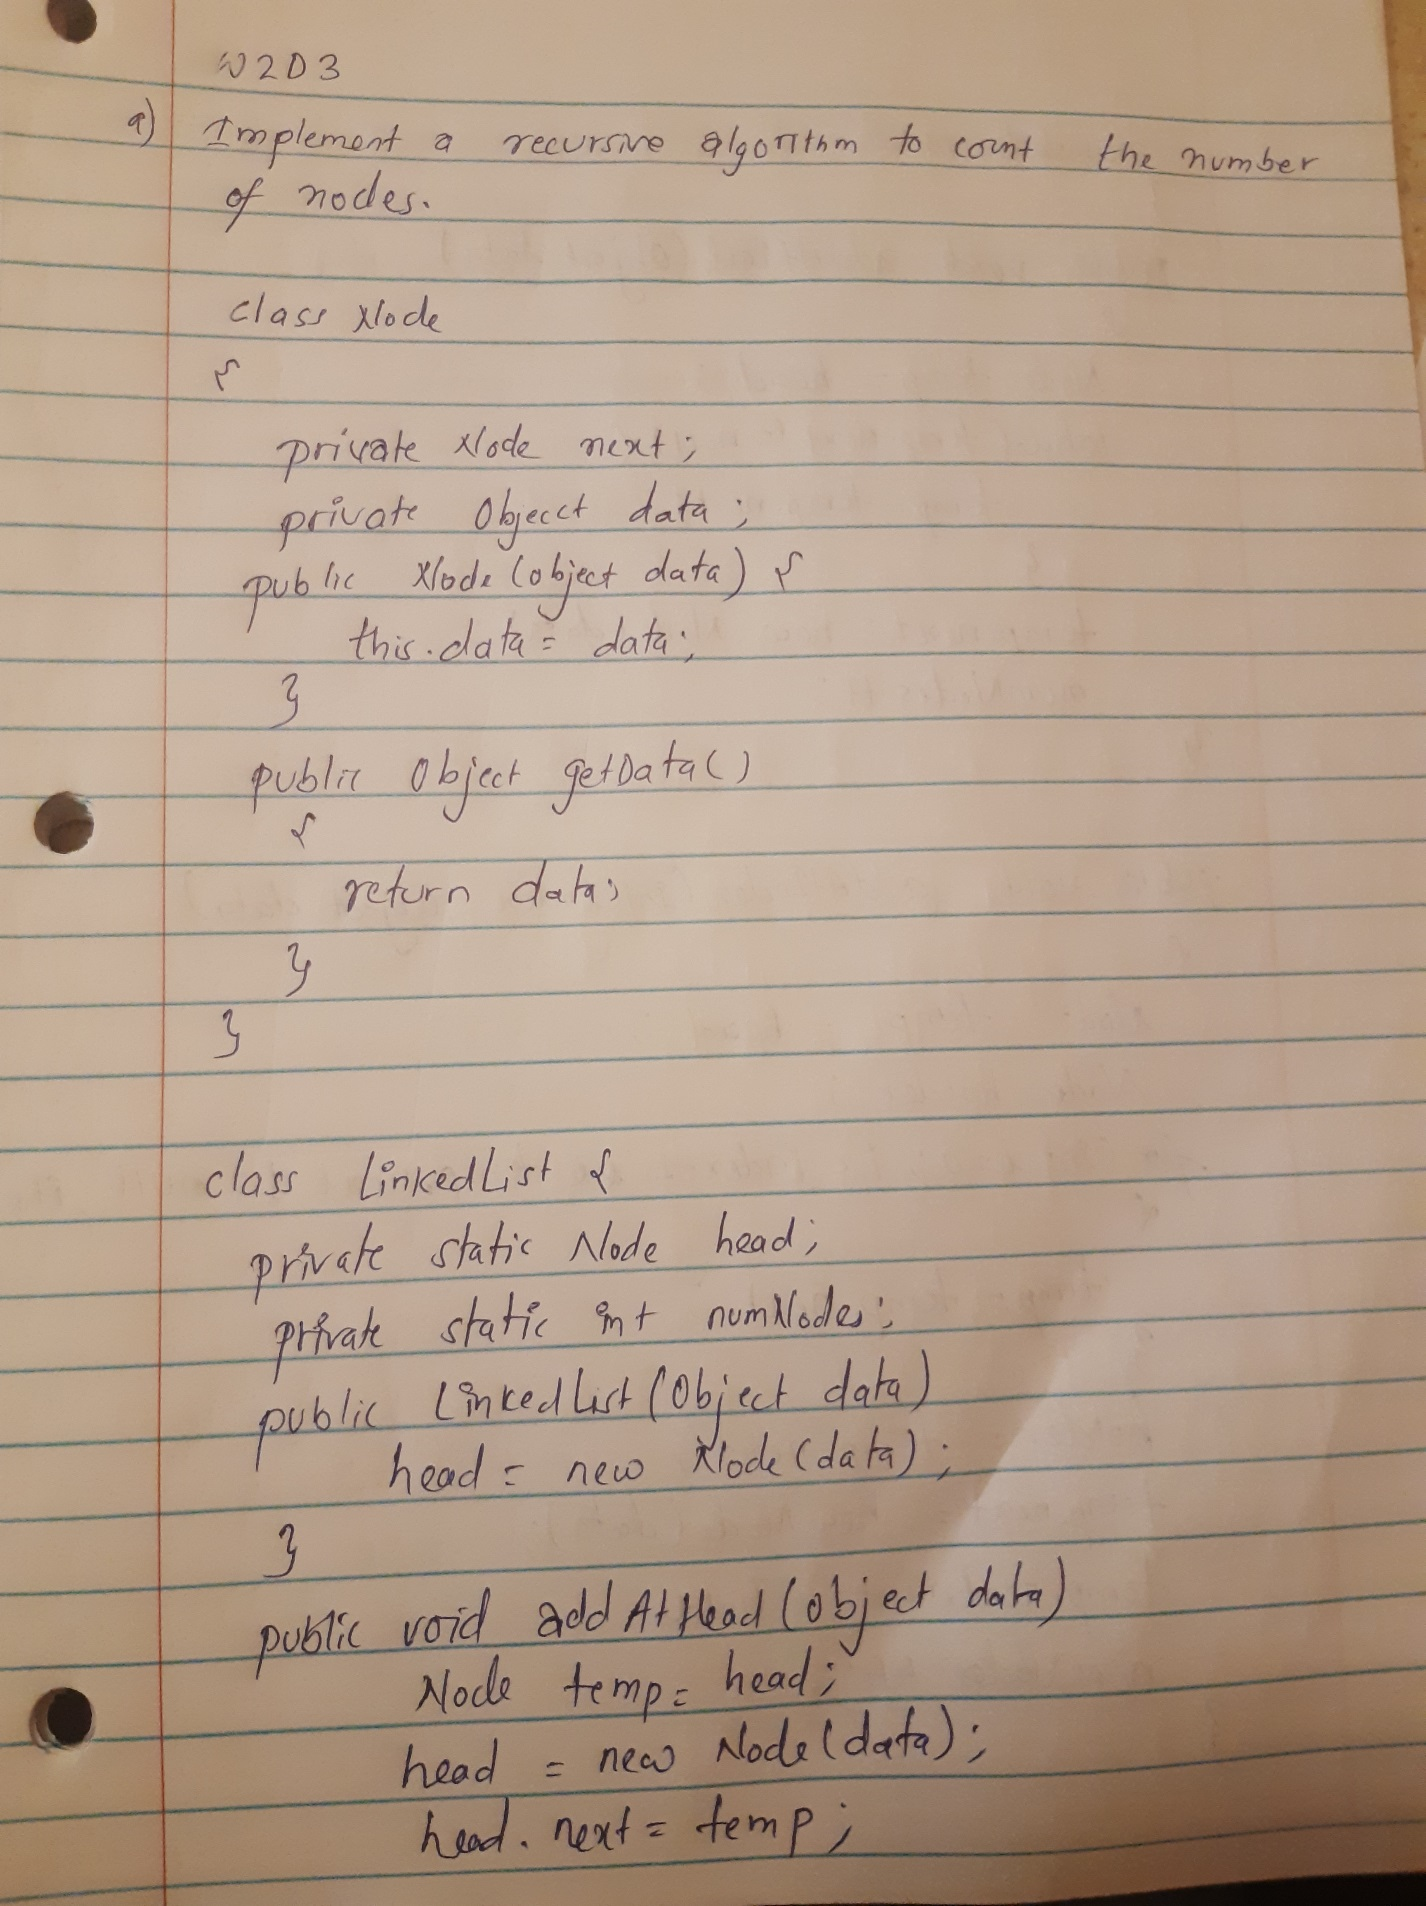 W2D3
a) Implement a recursive algorithm to count the number
of nodes.
class Node
{
private Node next;
private Objecct data;
public Node (object data) {
this.data = data;
}
public Object getData()
{
return data;
}
}
class LinkedList {
private static Node head;
private static int numNodes;
public LinkedList (Object data)
head = new Node (data);
}
public void addAtHead (object data)
Node temp = head;
head = new Node (data);
head.next = temp;